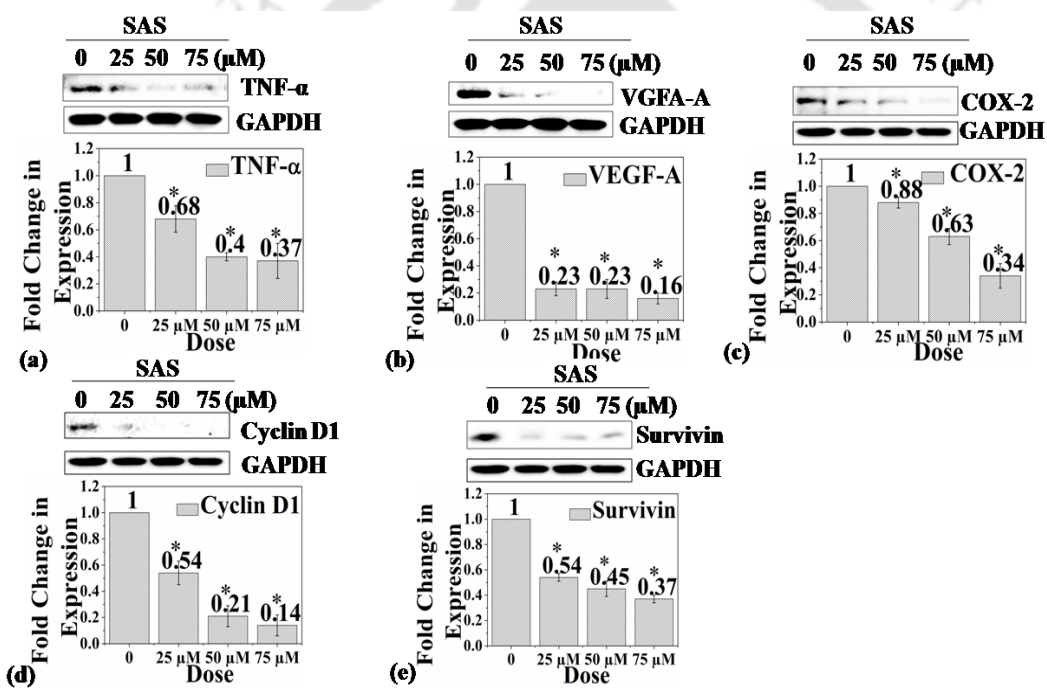 SAS
0 25 50 75 (µM)
TNF-α
GAPDH
Fold Change in
Expression
1.2
1.0
0.8
0.6
0.4
0.2
0.0
TNF-α
1
*
0.68
*
0.4
*
0.37
0 25 µM 50 µM 75 µM
Dose
(a)
SAS
0 25 50 75 (µM)
VGFA-A
GAPDH
Fold Change in
Expression
1.2
1.0
0.8
0.6
0.4
0.2
0.0
VEGF-A
1
*
0.23
*
0.23
*
0.16
0 25 µM 50 µM 75 µM
Dose
(b)
SAS
0 25 50 75 (µM)
COX-2
GAPDH
Fold Change in
Expression
1.2
1.0
0.8
0.6
0.4
0.2
0.0
COX-2
1
*
0.88
*
0.63
*
0.34
0 25 µM 50 µM 75 µM
Dose
(c)
SAS
0 25 50 75 (µM)
Cyclin D1
GAPDH
Fold Change in
Expression
1.2
1.0
0.8
0.6
0.4
0.2
0.0
Cyclin D1
1
*
0.54
*
0.21
*
0.14
0 25 µM 50 µM 75 µM
Dose
(d)
SAS
0 25 50 75 (µM)
Survivin
GAPDH
Fold Change in
Expression
1.2
1.0
0.8
0.6
0.4
0.2
0.0
Survivin
1
*
0.54
*
0.45
*
0.37
0 25 µM 50 µM 75 µM
Dose
(e)